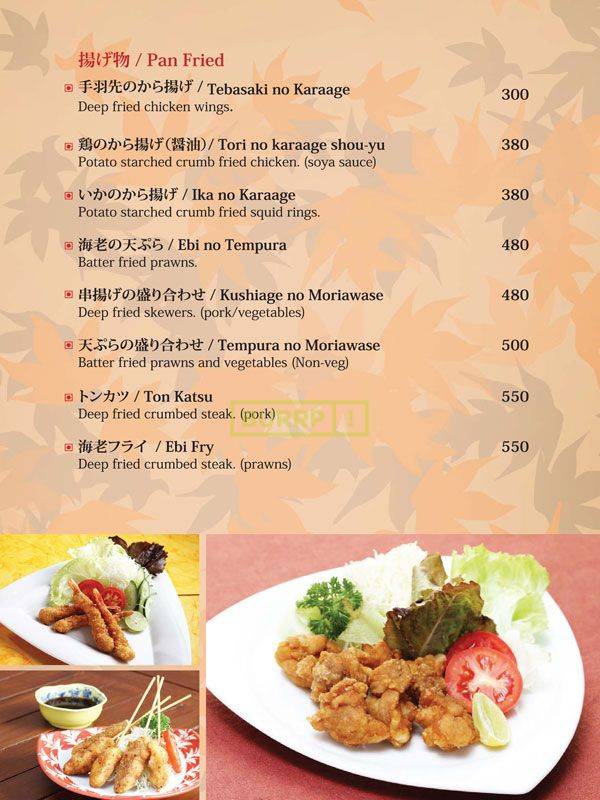 揚げ物 / Pan Fried
手羽先のから揚げ / Tebasaki no Karaage 300
Deep fried chicken wings.
鶏のから揚げ(醤油)/ Tori no karaage shou-yu 380
Potato starched crumb fried chicken. (soya sauce)
いかのから揚げ / Ika no Karaage 380
Potato starched crumb fried squid rings.
海老の天ぷら / Ebi no Tempura 480
Batter fried prawns.
串揚げの盛り合わせ / Kushiage no Moriawase 480
Deep fried skewers. (pork/vegetables)
天ぷらの盛り合わせ / Tempura no Moriawase 500
Batter fried prawns and vegetables (Non-veg)
トンカツ / Ton Katsu 550
Deep fried crumbed steak. (pork)
BURRP !
海老フライ / Ebi Fry 550
Deep fried crumbed steak. (prawns)